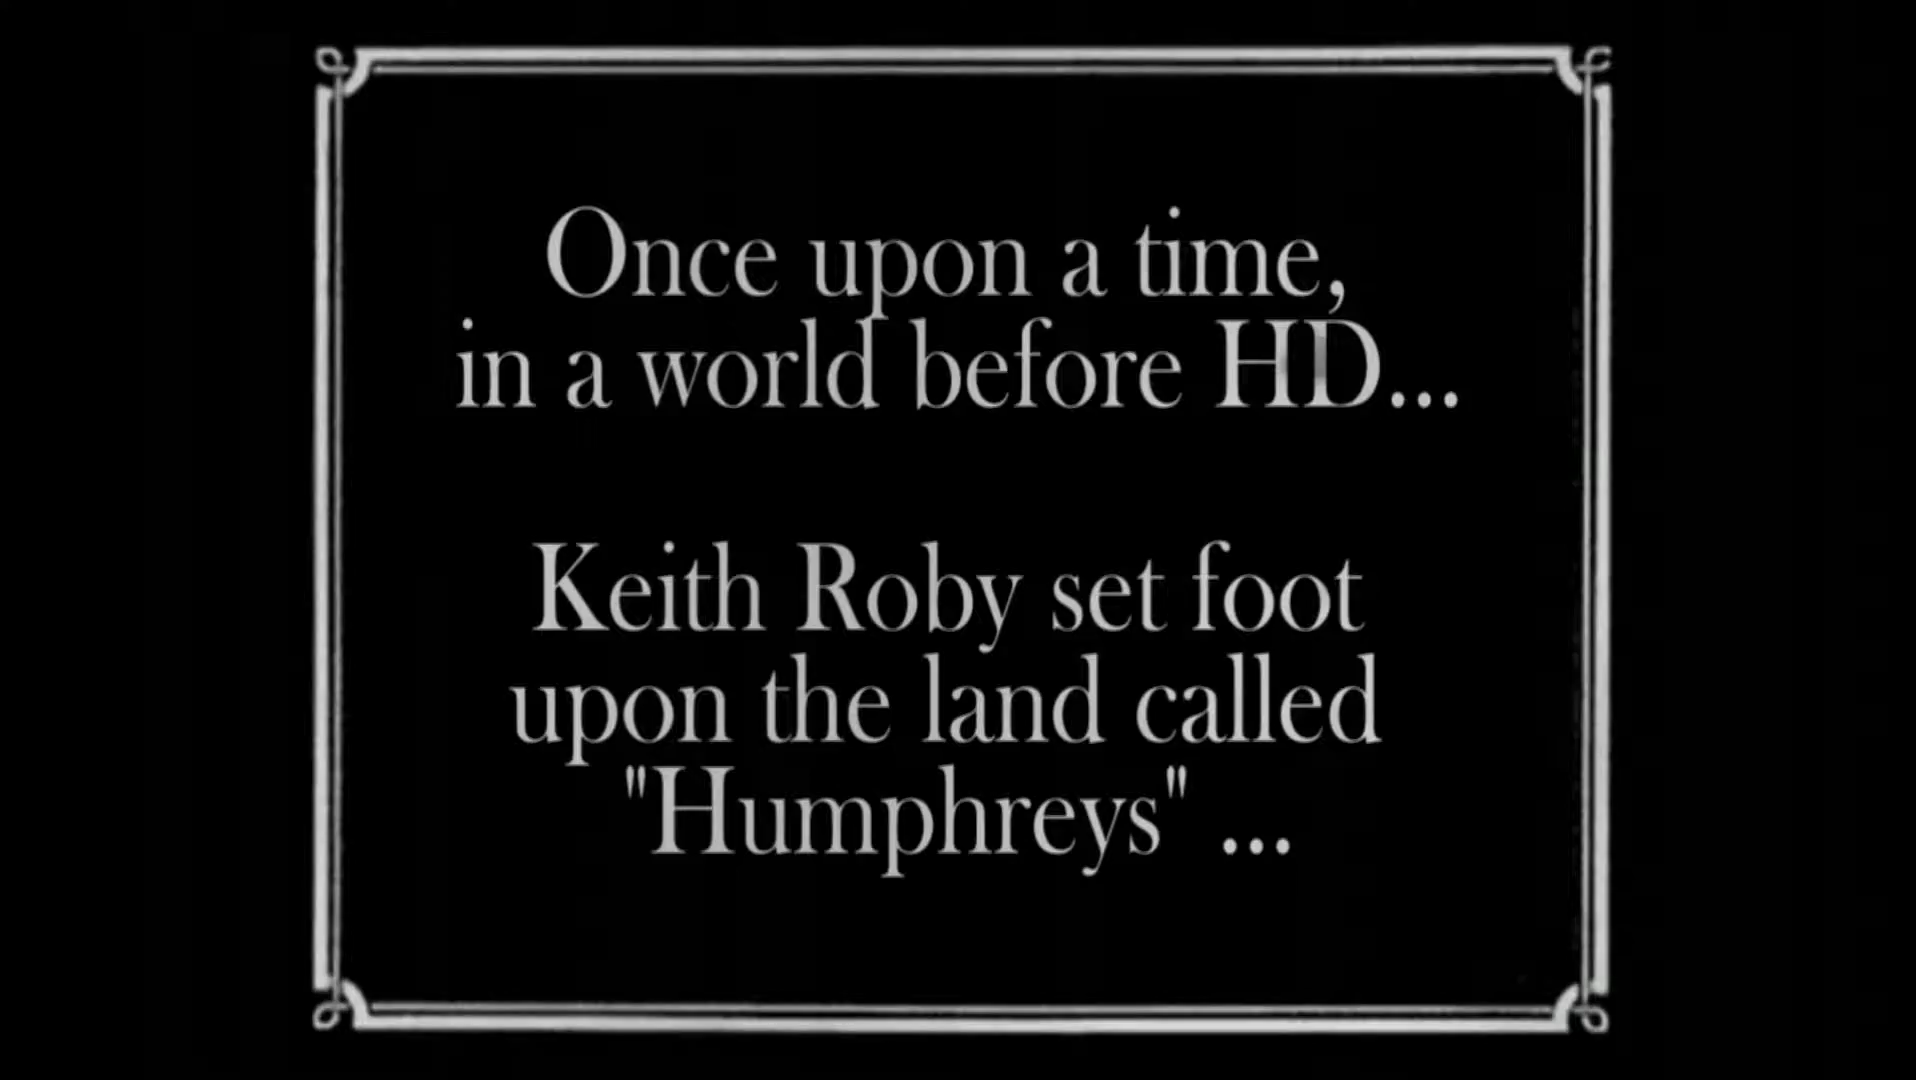 Once upon a time,
in a world before HD...
Keith Roby set foot
upon the land called
"Humphreys" ...